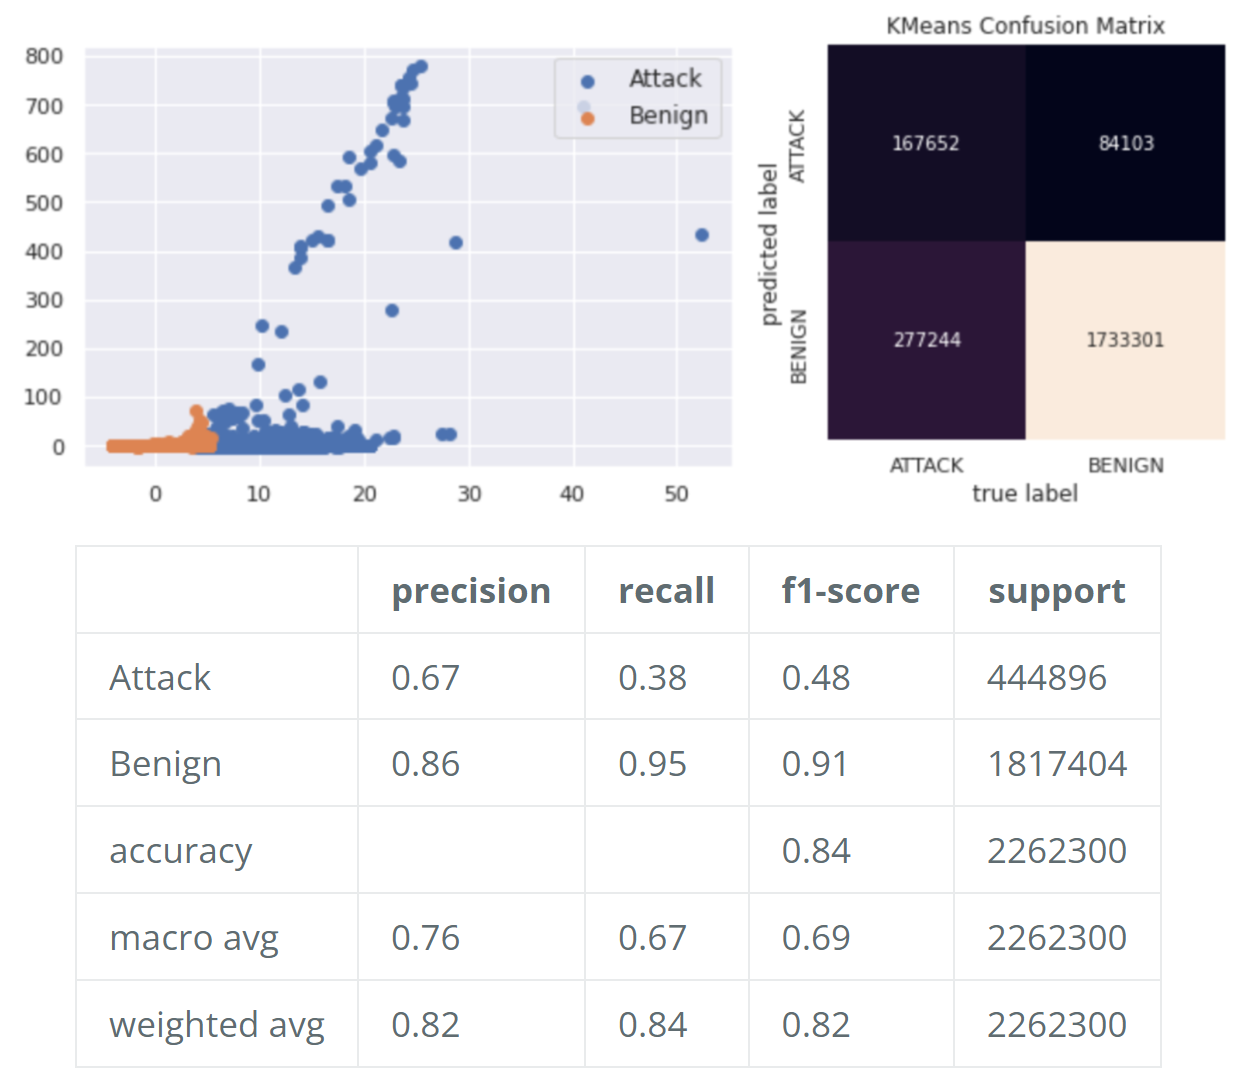 800
700
600
500
400
300
200
100
0
0 10 20 30 40 50
Attack
Benign
KMeans Confusion Matrix
predicted label
ATTACK
BENIGN
167652 84103
277244 1733301
ATTACK BENIGN
true label
precision recall f1-score support
Attack 0.67 0.38 0.48 444896
Benign 0.86 0.95 0.91 1817404
accuracy 0.84 2262300
macro avg 0.76 0.67 0.69 2262300
weighted avg 0.82 0.84 0.82 2262300